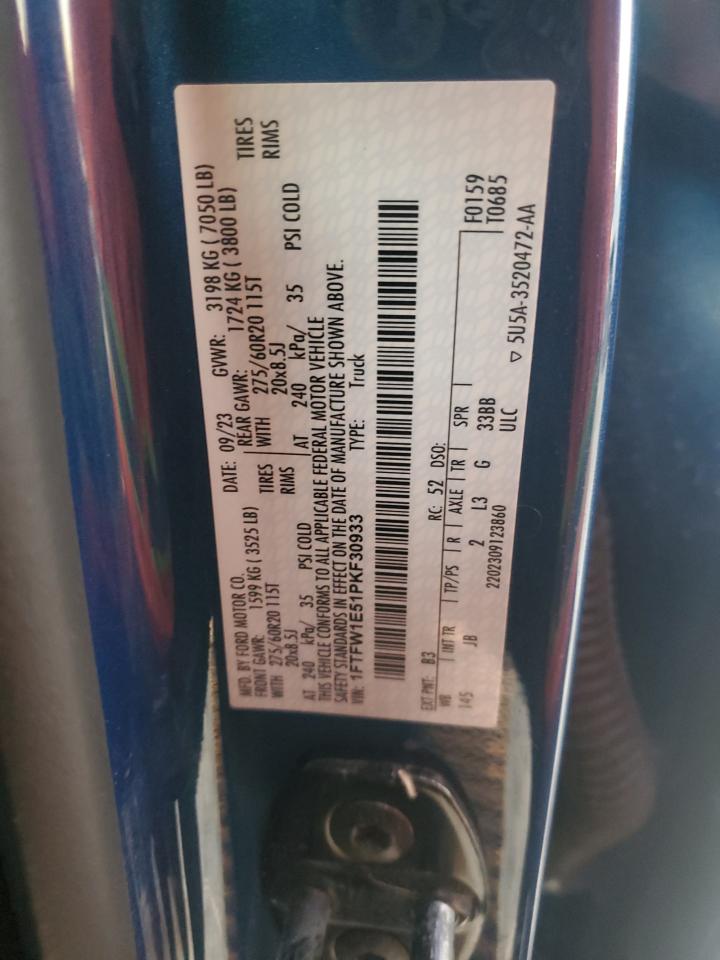 MFD. BY FORD MOTOR CO.
DATE: 09/23 GVWR: 3198 KG ( 7050 LB)
FRONT GAWR: 1599 KG ( 3525 LB) REAR GAWR: 1724 KG ( 3800 LB)
WITH 275/60R20 115T TIRES WITH 275/60R20 115T TIRES
20x8.5J RIMS 20x8.5J RIMS
AT 240 kPa/ 35 PSI COLD AT 240 kPa/ 35 PSI COLD
THIS VEHICLE CONFORMS TO ALL APPLICABLE FEDERAL MOTOR VEHICLE
SAFETY STANDARDS IN EFFECT ON THE DATE OF MANUFACTURE SHOWN ABOVE.
VIN: 1FTFW1E51PKF30933 TYPE: Truck
EXT PNT: B3 RC: 52 DSO: F0159
WB INT TR TP/PS R AXLE TR SPR T0685
145 JB 2 L3 G 33BB
2202309123860 ULC
▽ 5U5A-3520472-AA